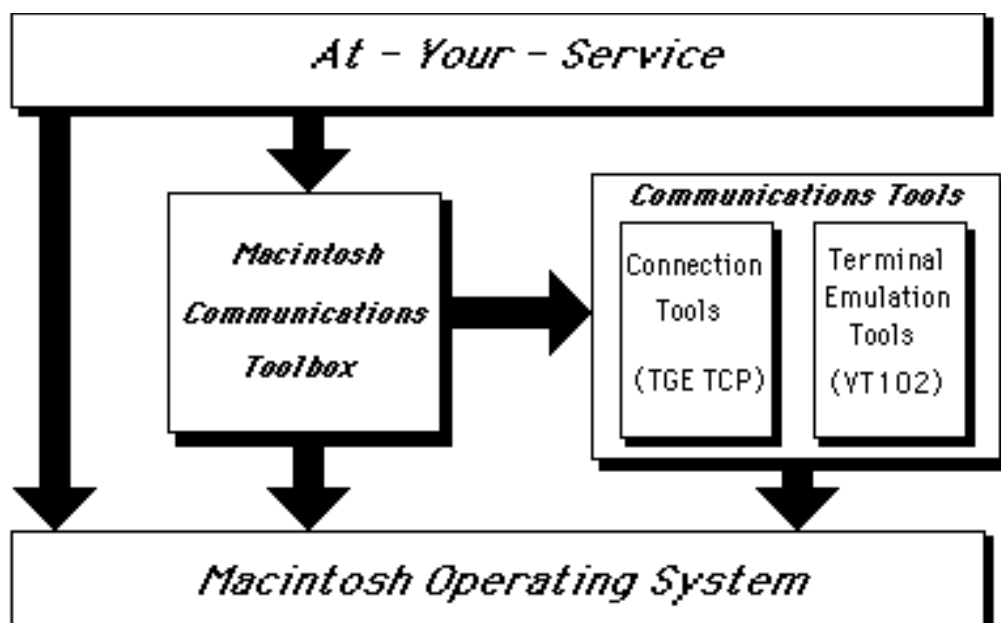 At - Your - Service
Macintosh
Communications
Toolbox
Communications Tools
Connection
Tools
(TGE TCP)
Terminal
Emulation
Tools
(VT102)
Macintosh Operating System